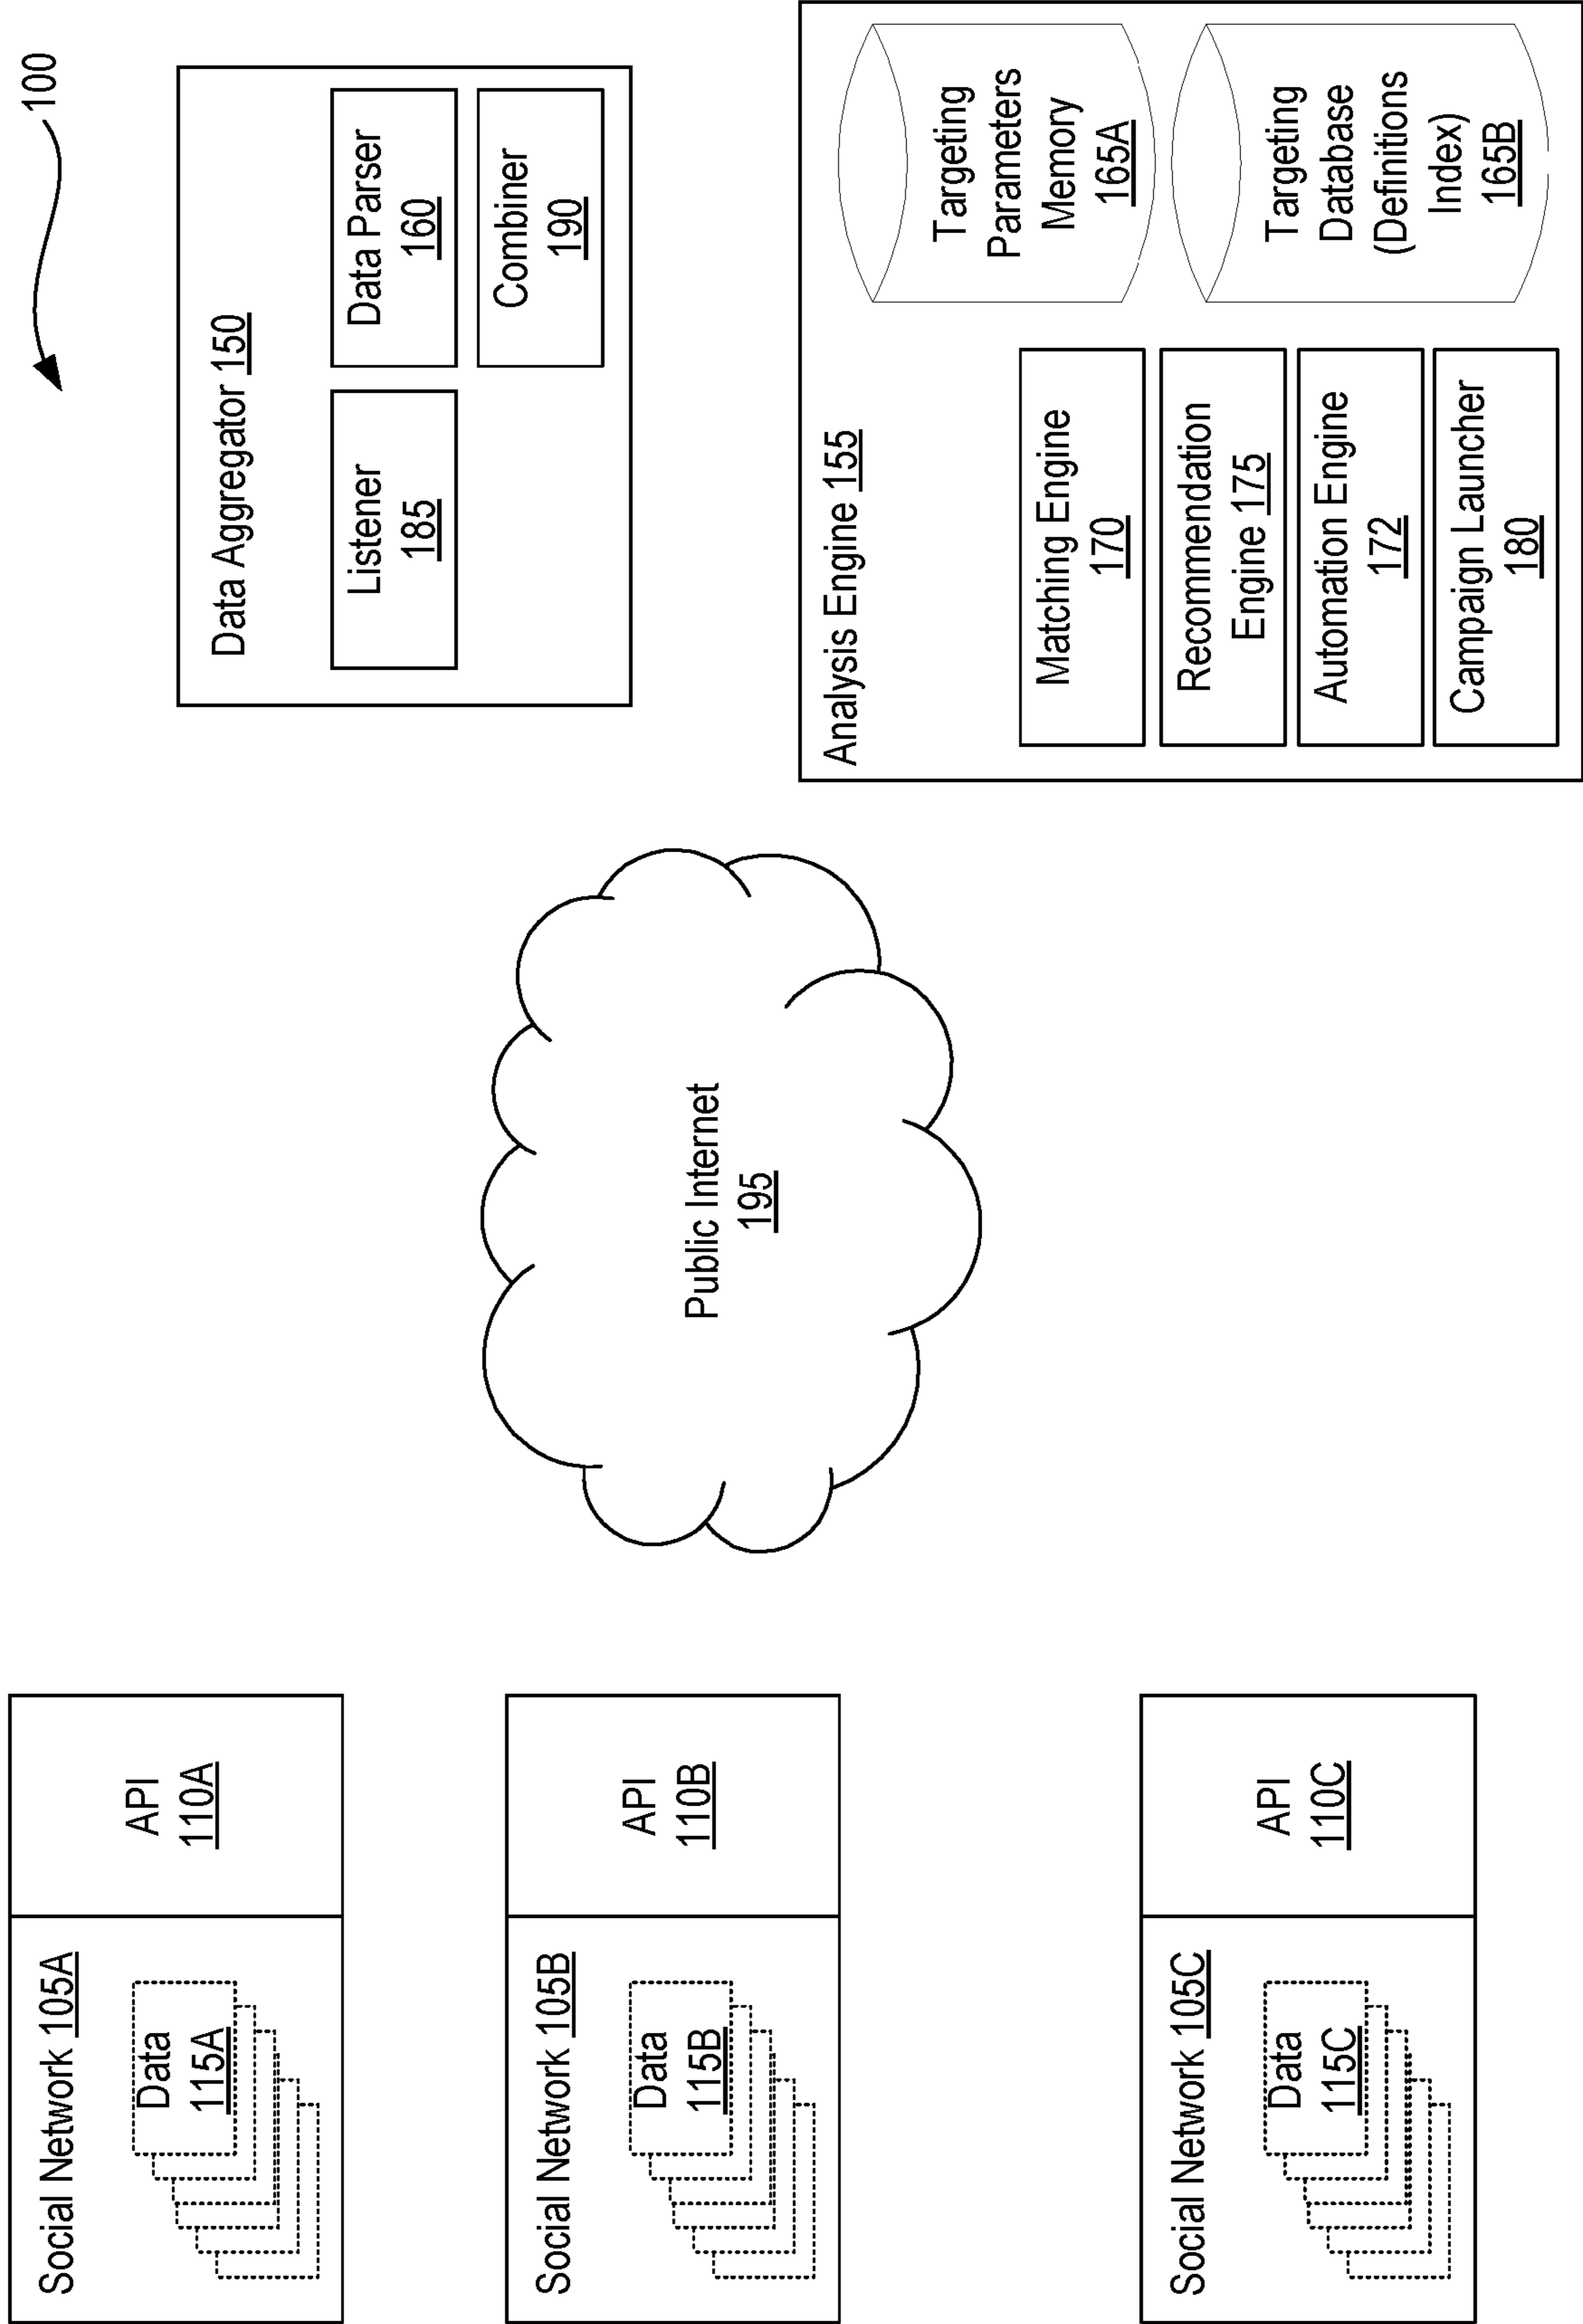 100
Social Network 105A
Data
115A
API
110A
Social Network 105B
Data
115B
API
110B
Social Network 105C
Data
115C
API
110C
Public Internet
195
Data Aggregator 150
Listener
185
Data Parser
160
Combiner
190
Analysis Engine 155
Matching Engine
170
Recommendation
Engine 175
Automation Engine
172
Campaign Launcher
180
Targeting
Parameters
Memory
165A
Targeting
Database
(Definitions
Index)
165B